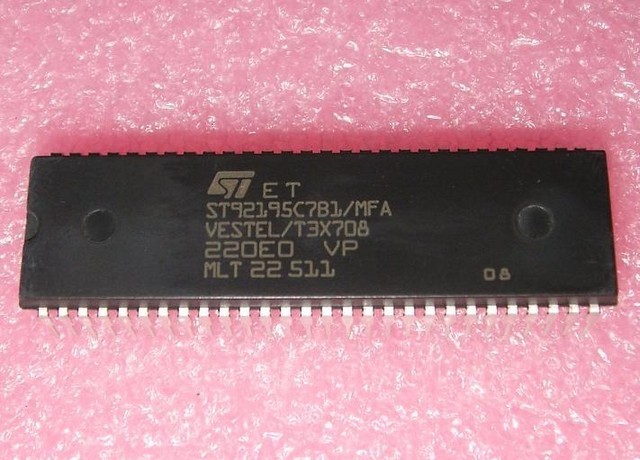 ST ET
ST92195C7B1/MFA
VESTEL/T3X708
220E0 VP
MLT 22 511
08